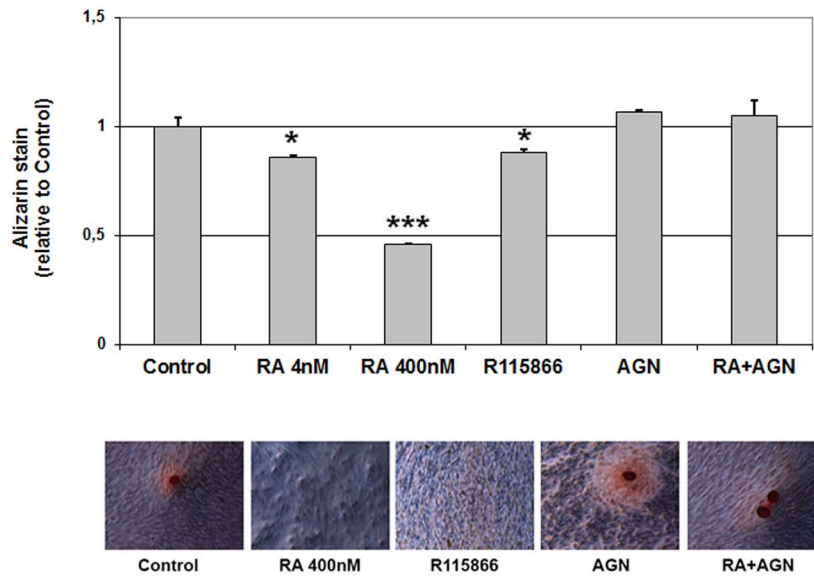 1,5
1
0,5
0
Alizarin stain
(relative to Control)
*
***
*
Control RA 4nM RA 400nM R115866 AGN RA+AGN
Control RA 400nM R115866 AGN RA+AGN